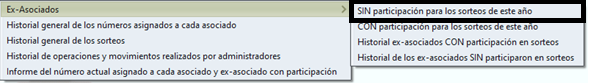 Ex-Asociados
Historial general de los números asignados a cada asociado
Historial general de los sorteos
Historial de operaciones y movimientos realizados por administradores
Informe del número actual asignado a cada asociado y ex-asociado con participación
SIN participación para los sorteos de este año
CON participación para los sorteos de este año
Historial ex-asociados CON participación en sorteos
Historial de los ex-asociados SIN participaron en sorteos